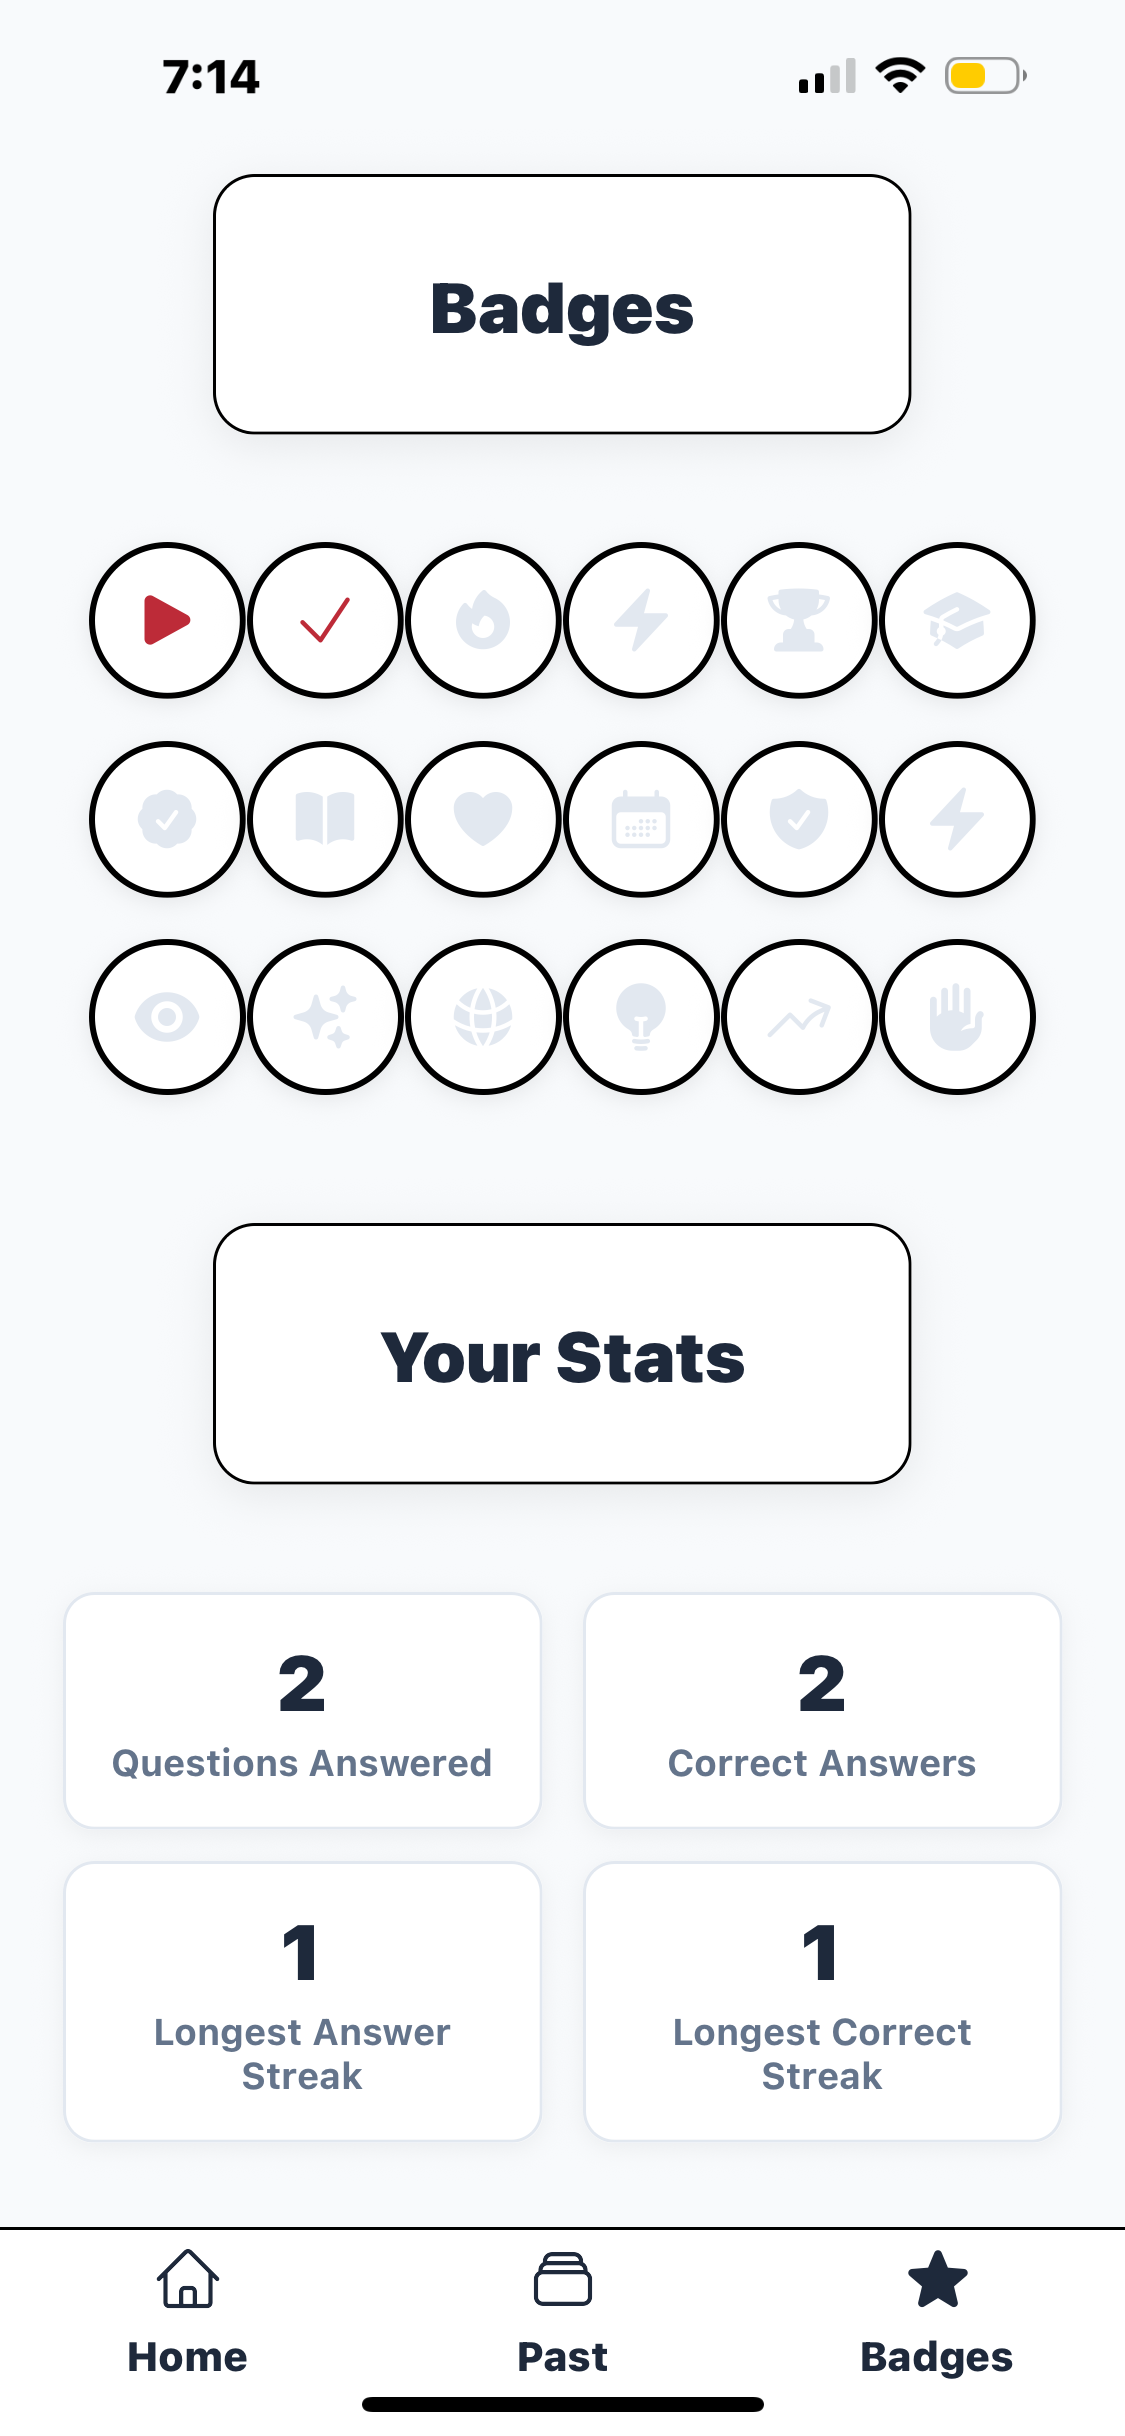 7:14
Badges
Your Stats
2
Questions Answered
2
Correct Answers
1
Longest Answer
Streak
1
Longest Correct
Streak
Home
Past
Badges